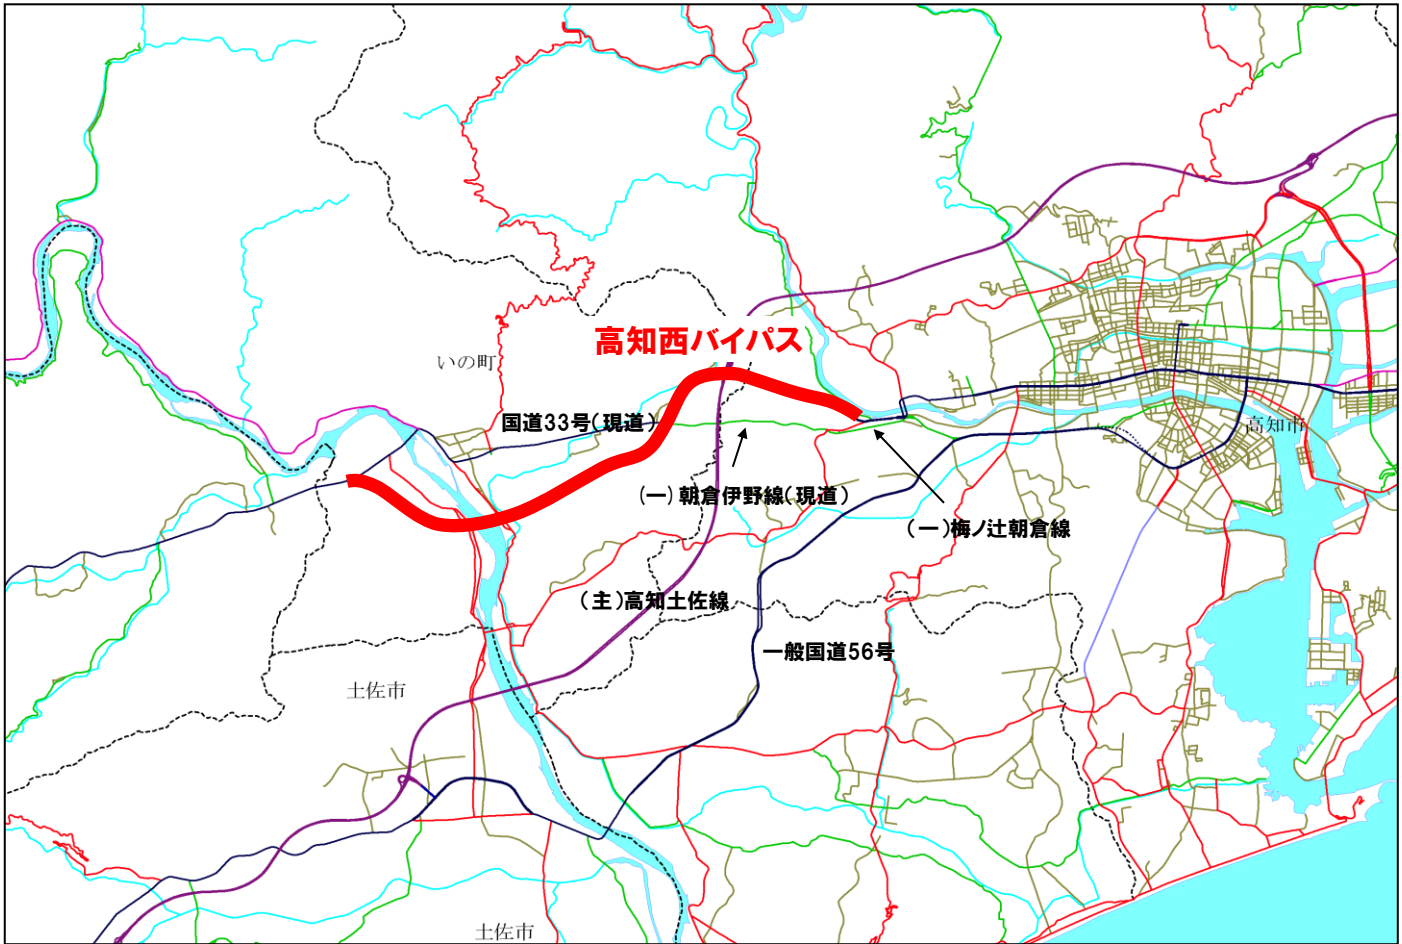 高知西バイパス
いの町
国道33号(現道)
高知市
(一)朝倉伊野線(現道)
(一)梅ノ辻朝倉線
(主)高知土佐線
一般国道56号
土佐市
土佐市